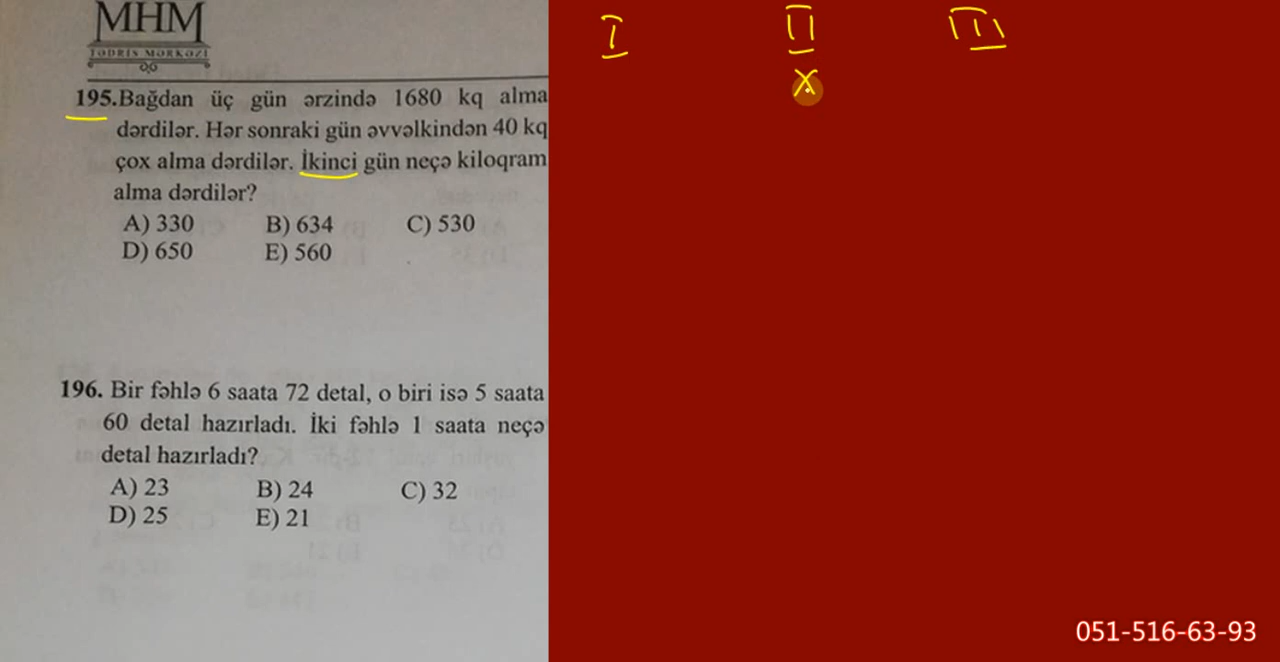 MHM
TƏDRİS MƏRKƏZİ
195.Bağdan üç gün ərzində 1680 kq alma
dərdilər. Hər sonraki gün əvvəlkindən 40 kq
çox alma dərdilər. İkinci gün neçə kiloqram
alma dərdilər?
A) 330 B) 634 C) 530
D) 650 E) 560
196. Bir fəhlə 6 saata 72 detal, o biri isə 5 saata
60 detal hazırladı. İki fəhlə 1 saata neçə
detal hazırladı?
A) 23 B) 24 C) 32
D) 25 E) 21
I II III
x
051-516-63-93